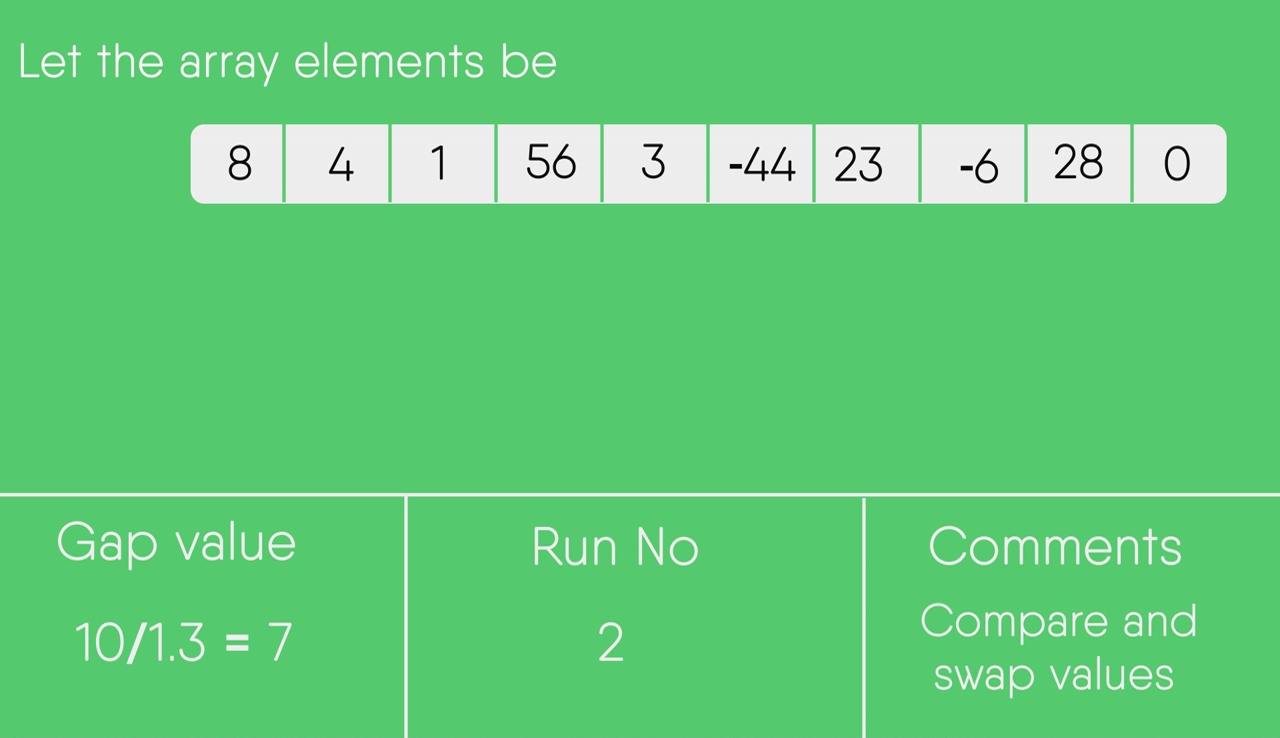 Let the array elements be
8 4 1 56 3 -44 23 -6 28 0
Gap value Run No Comments
10/1.3 = 7 2 Compare and
swap values